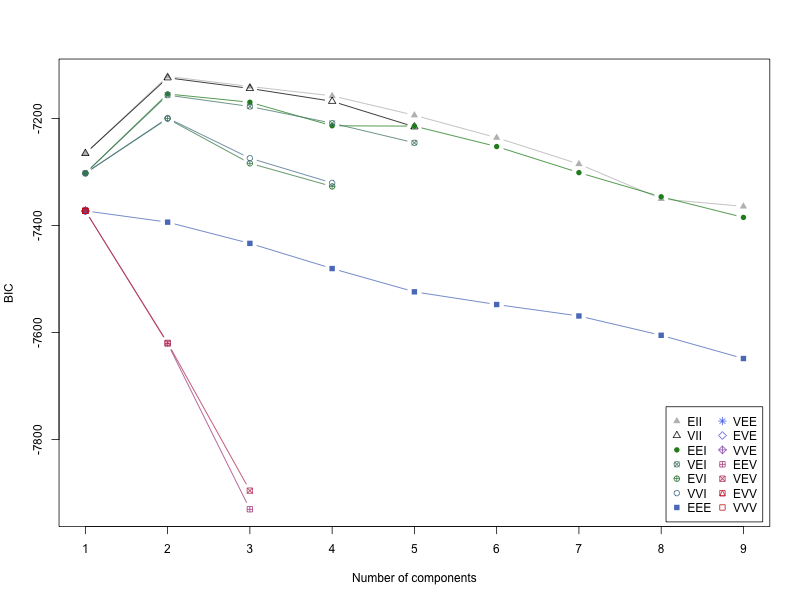 -7200
-7400
-7600
-7800
BIC
EII VEE
VII EVE
EEI VVE
VEI EEV
EVI VEV
VVI EVV
EEE VVV
1 2 3 4 5 6 7 8 9
Number of components